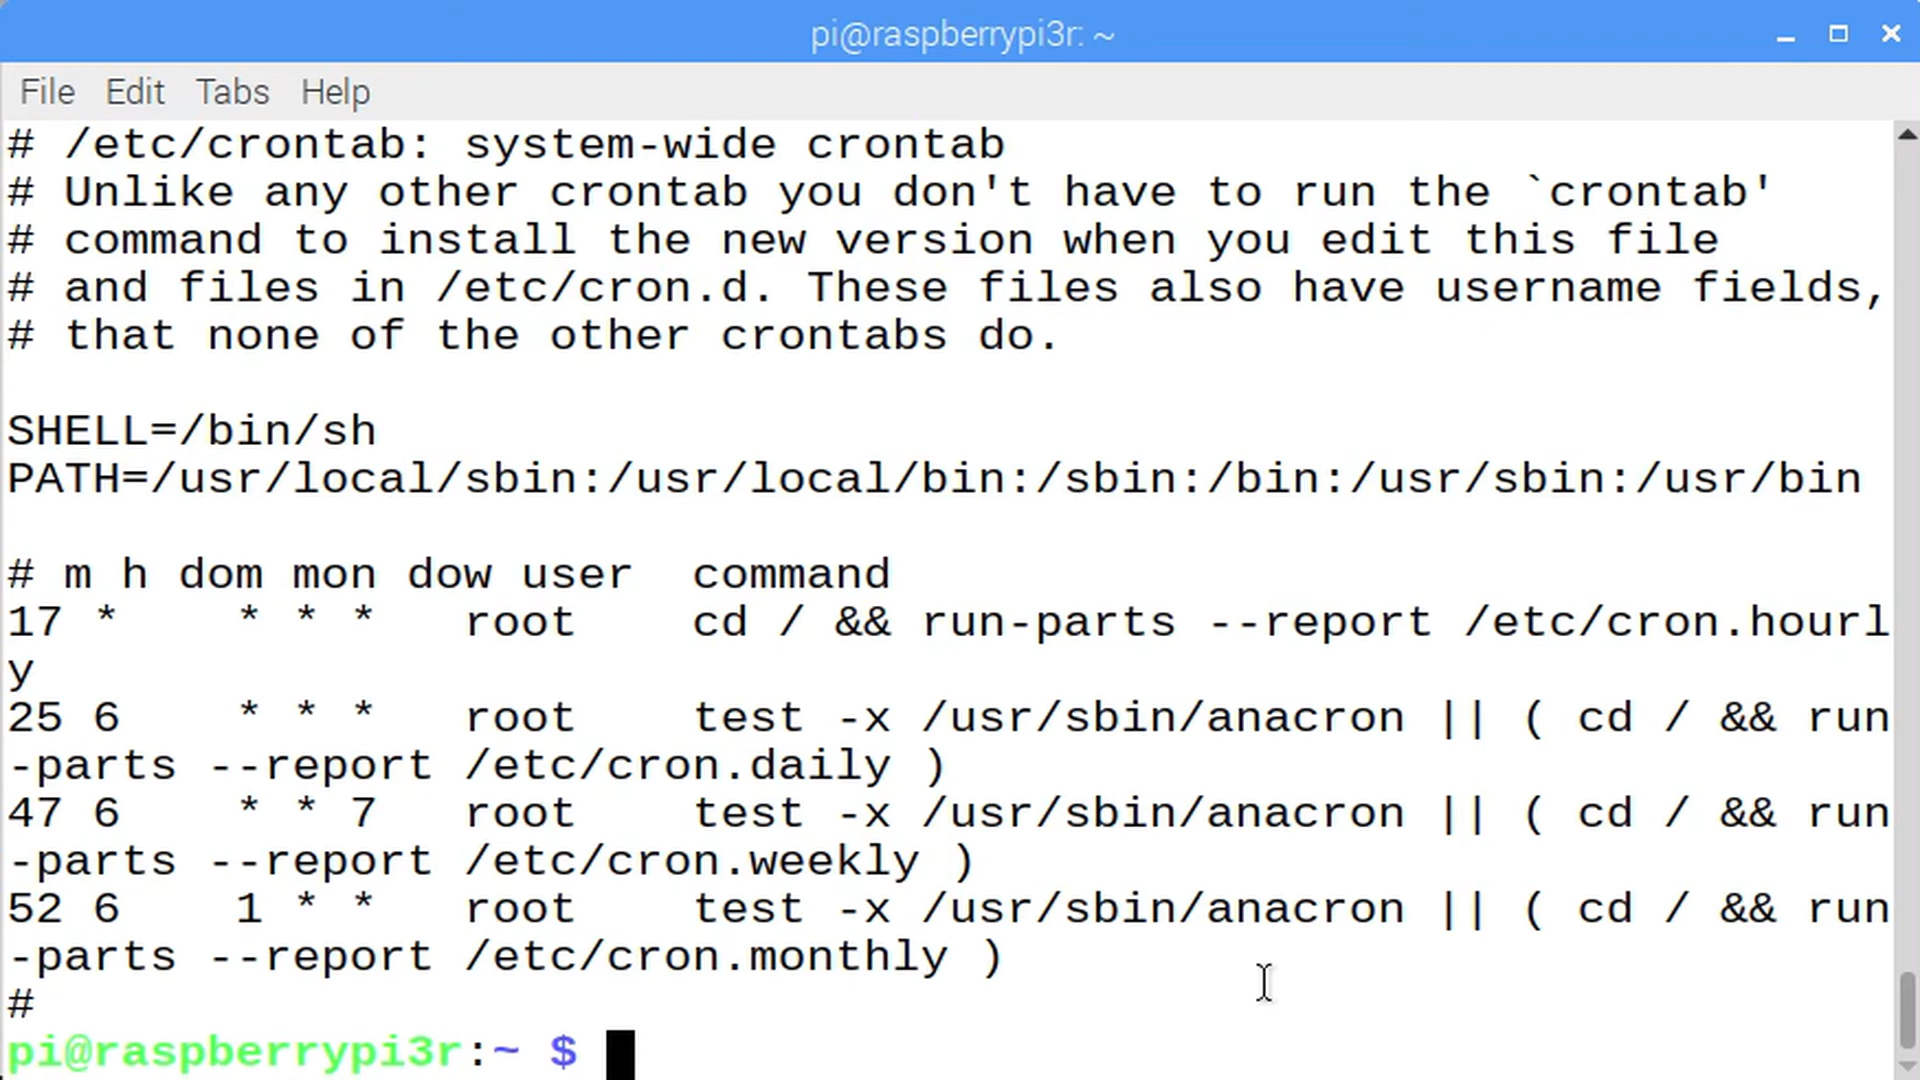 pi@raspberrypi3r: ~
File Edit Tabs Help
# /etc/crontab: system-wide crontab
# Unlike any other crontab you don't have to run the `crontab'
# command to install the new version when you edit this file
# and files in /etc/cron.d. These files also have username fields,
# that none of the other crontabs do.
SHELL=/bin/sh
PATH=/usr/local/sbin:/usr/local/bin:/sbin:/bin:/usr/sbin:/usr/bin
# m h dom mon dow user  command
17 *    * * *   root    cd / && run-parts --report /etc/cron.hourl
y
25 6    * * *   root    test -x /usr/sbin/anacron || ( cd / && run
-parts --report /etc/cron.daily )
47 6    * * 7   root    test -x /usr/sbin/anacron || ( cd / && run
-parts --report /etc/cron.weekly )
52 6    1 * *   root    test -x /usr/sbin/anacron || ( cd / && run
-parts --report /etc/cron.monthly )
#
pi@raspberrypi3r:~ $